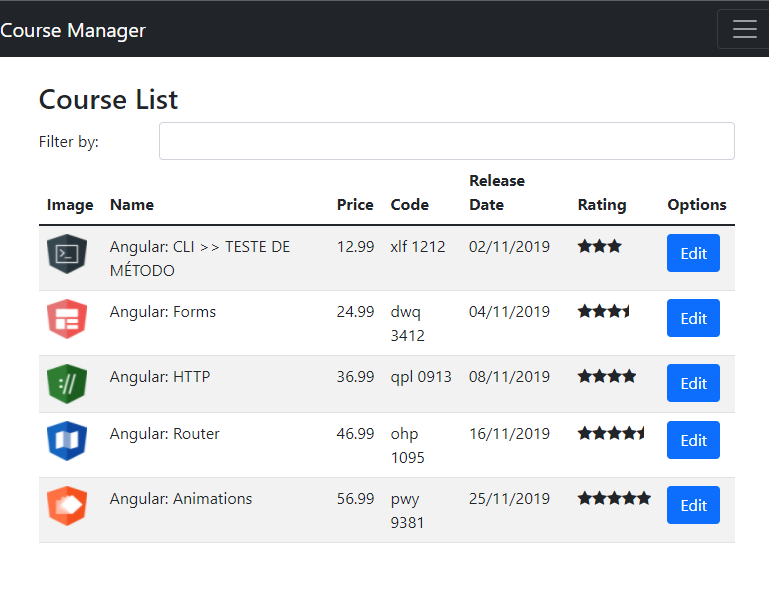 Course Manager
Course List
Filter by:
Image Name Price Code Release Date Rating Options
Angular: CLI >> TESTE DE MÉTODO 12.99 xlf 1212 02/11/2019 Edit
Angular: Forms 24.99 dwq 3412 04/11/2019 Edit
Angular: HTTP 36.99 qpl 0913 08/11/2019 Edit
Angular: Router 46.99 ohp 1095 16/11/2019 Edit
Angular: Animations 56.99 pwy 9381 25/11/2019 Edit